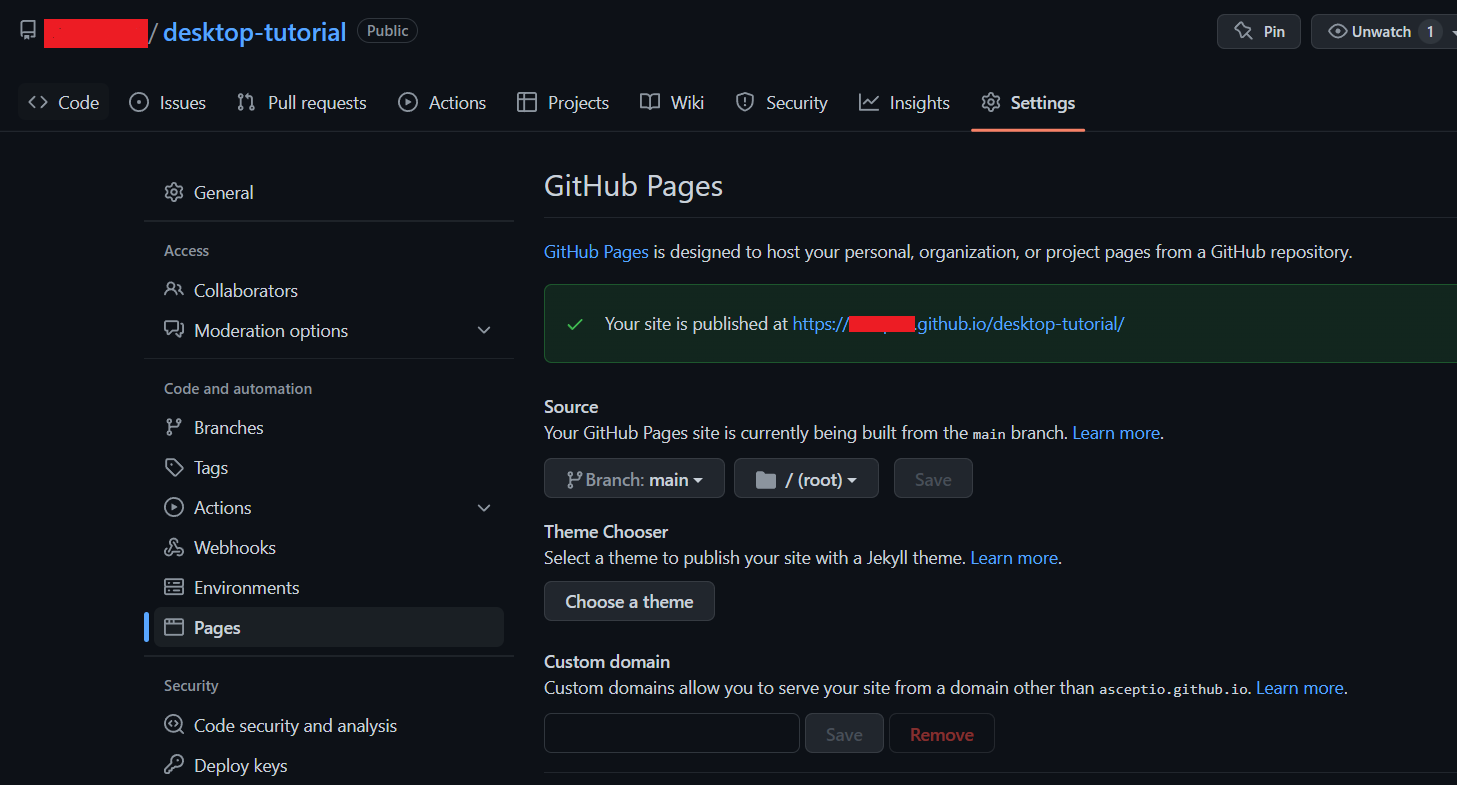 / desktop-tutorial Public Pin Unwatch 1
Code Issues Pull requests Actions Projects Wiki Security Insights Settings
General
Access
Collaborators
Moderation options
Code and automation
Branches
Tags
Actions
Webhooks
Environments
Pages
Security
Code security and analysis
Deploy keys
GitHub Pages
GitHub Pages is designed to host your personal, organization, or project pages from a GitHub repository.
Your site is published at https:// .github.io/desktop-tutorial/
Source
Your GitHub Pages site is currently being built from the main branch. Learn more.
Branch: main / (root) Save
Theme Chooser
Select a theme to publish your site with a Jekyll theme. Learn more.
Choose a theme
Custom domain
Custom domains allow you to serve your site from a domain other than asceptio.github.io. Learn more.
Save Remove